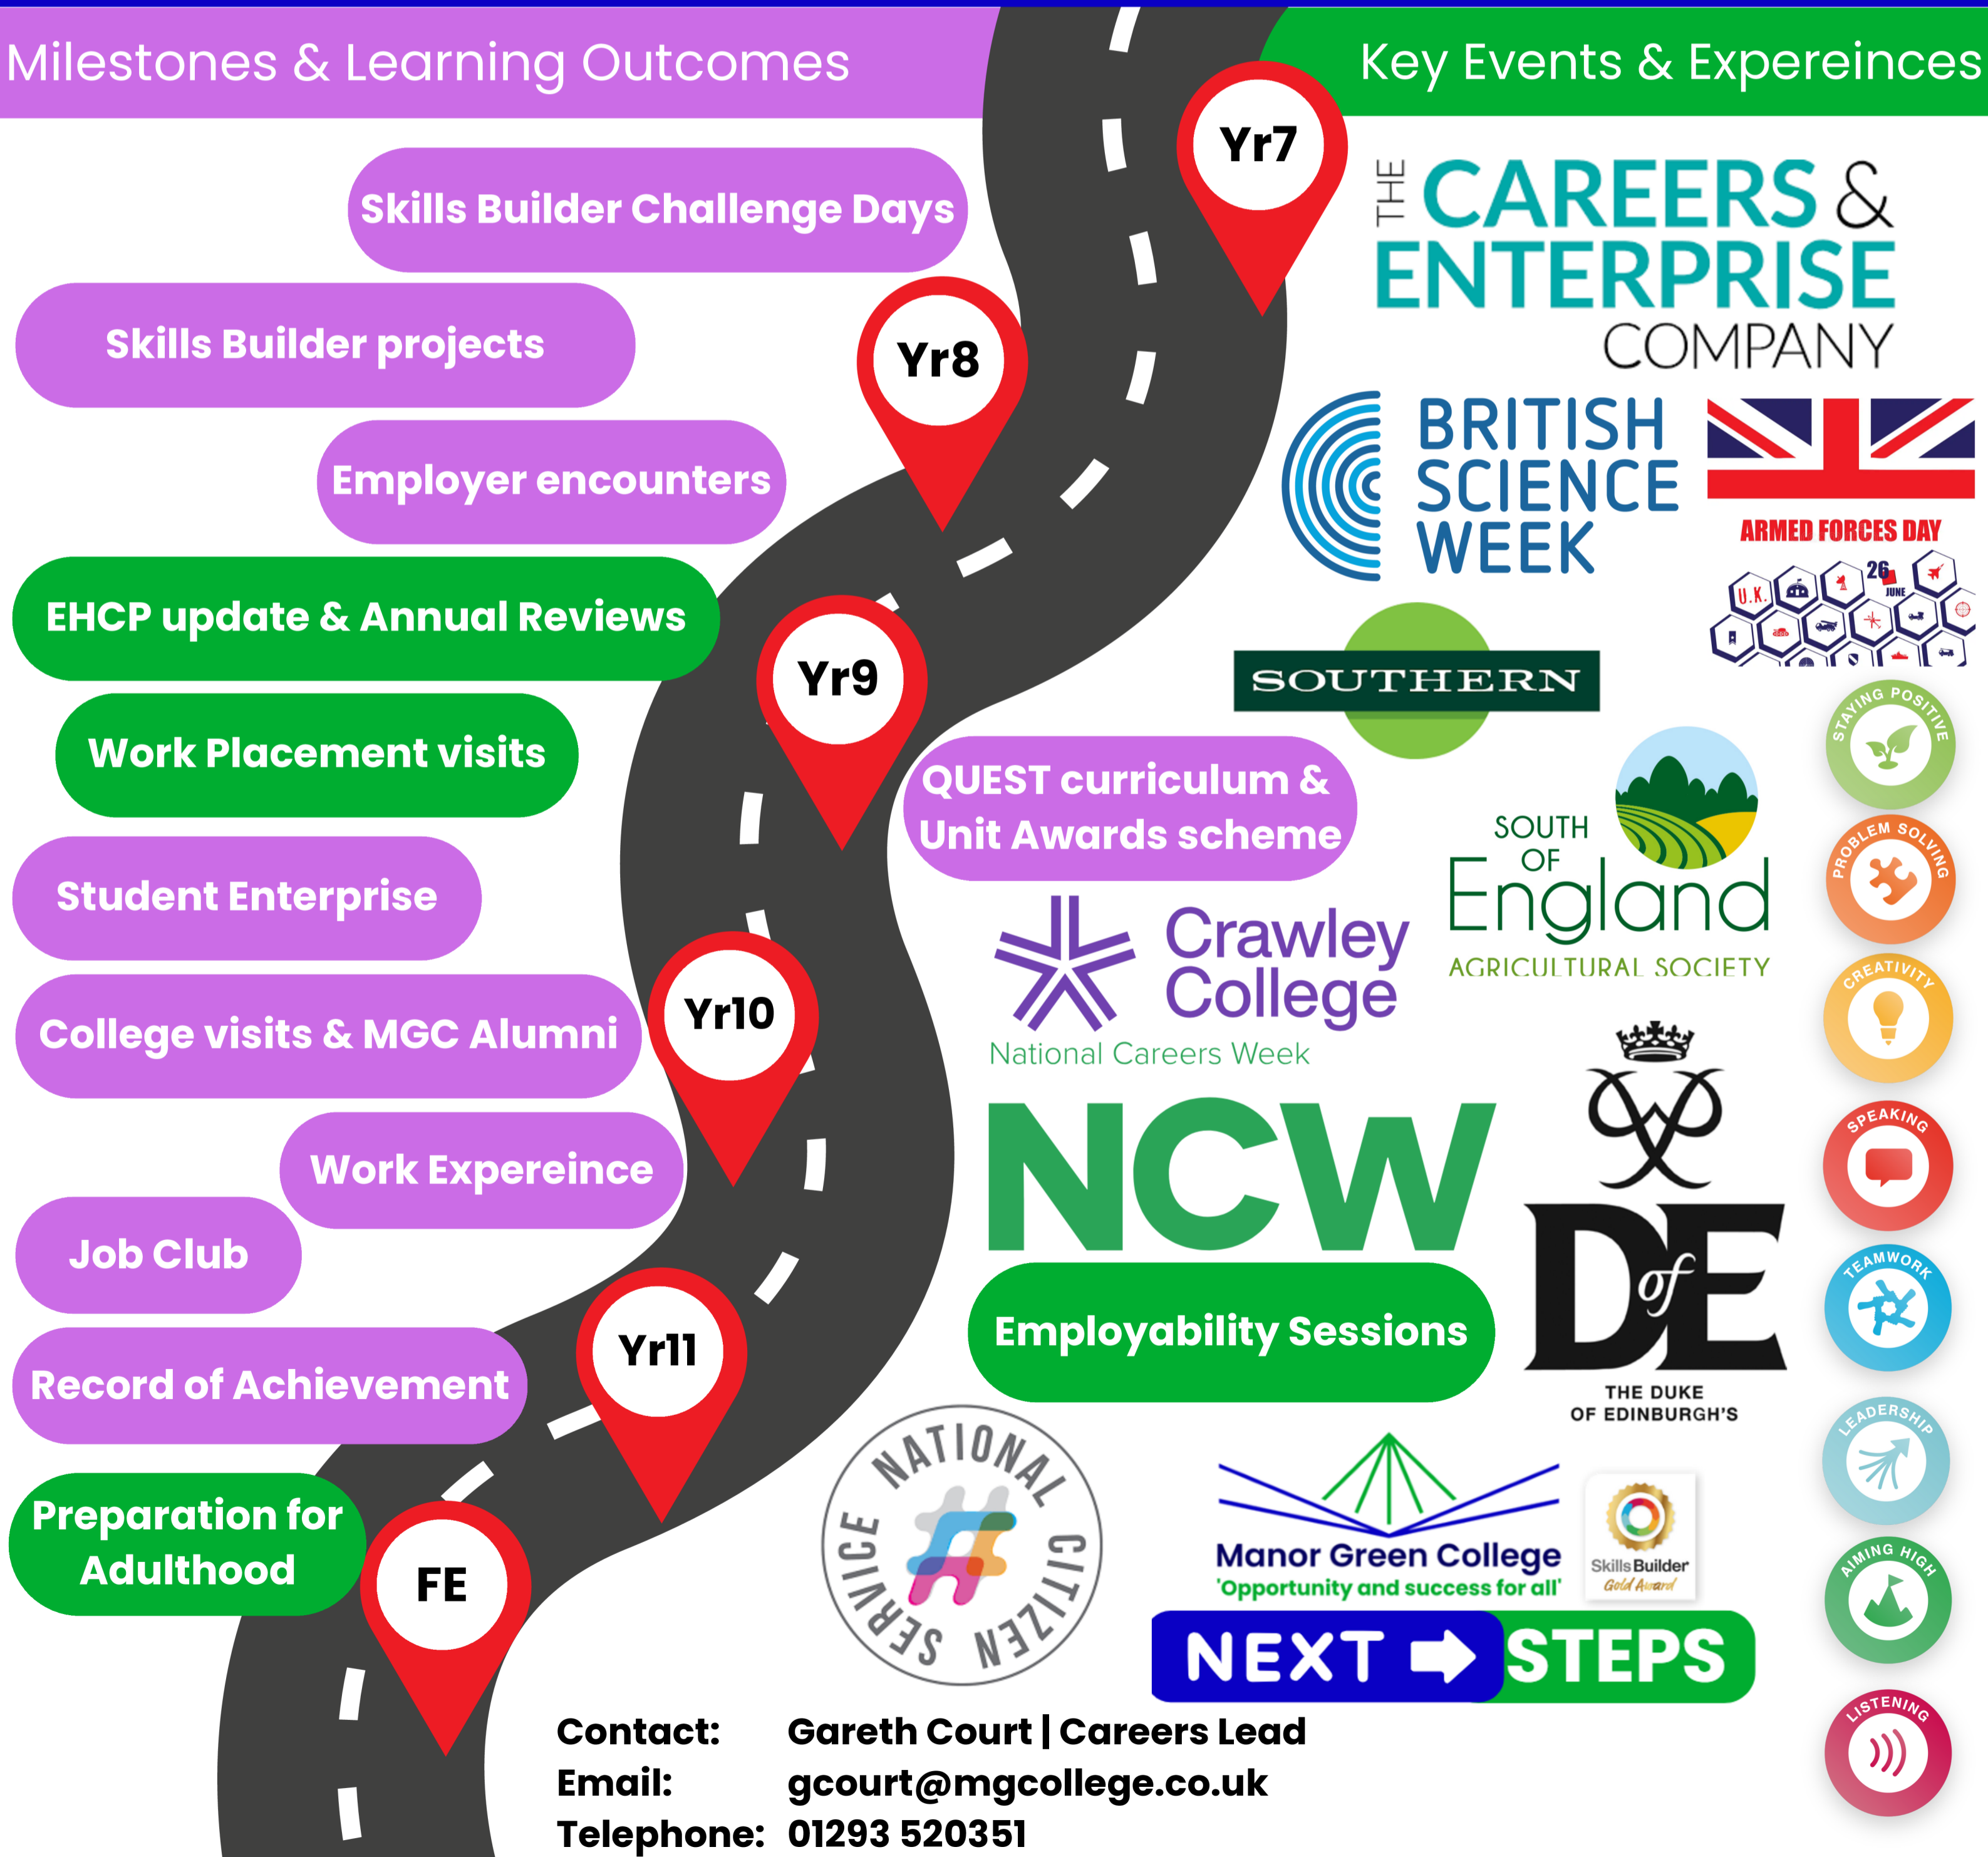 Milestones & Learning Outcomes
Key Events & Expereinces
Yr7
THE CAREERS &
ENTERPRISE
COMPANY
Skills Builder Challenge Days
Skills Builder projects
Yr8
BRITISH
SCIENCE
WEEK
ARMED FORCES DAY
26
JUNE
U.K.
Employer encounters
EHCP update & Annual Reviews
Yr9
SOUTHERN
Work Placement visits
QUEST curriculum &
Unit Awards scheme
SOUTH
OF
England
AGRICULTURAL SOCIETY
Student Enterprise
Crawley
College
College visits & MGC Alumni
Yr10
National Careers Week
NCW
Work Expereince
Job Club
Employability Sessions
DofE
THE DUKE
OF EDINBURGH'S
Yr11
Record of Achievement
Preparation for
Adulthood
FE
NATIONAL CITIZEN SERVICE
Manor Green College
'Opportunity and success for all'
Skills Builder
Gold Award
NEXT STEPS
STAYING POSITIVE
PROBLEM SOLVING
CREATIVITY
SPEAKING
TEAMWORK
LEADERSHIP
AIMING HIGH
LISTENING
Contact: Gareth Court | Careers Lead
Email: gcourt@mgcollege.co.uk
Telephone: 01293 520351